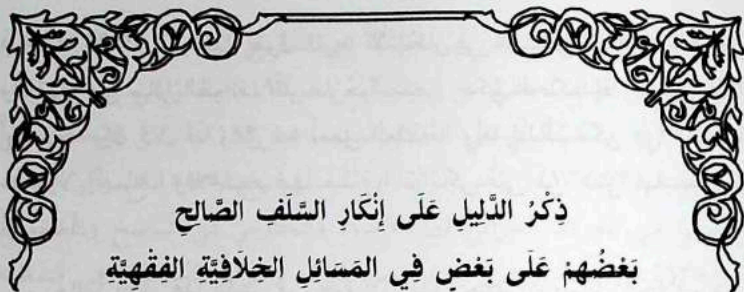 ذِكْرُ الدَّلِيلِ عَلَى إِنْكَارِ السَّلَفِ الصَّالِحِ
بَعْضُهُمْ عَلَى بَعْضٍ فِي المَسَائِلِ الخِلَافِيَّةِ الفِقْهِيَّةِ